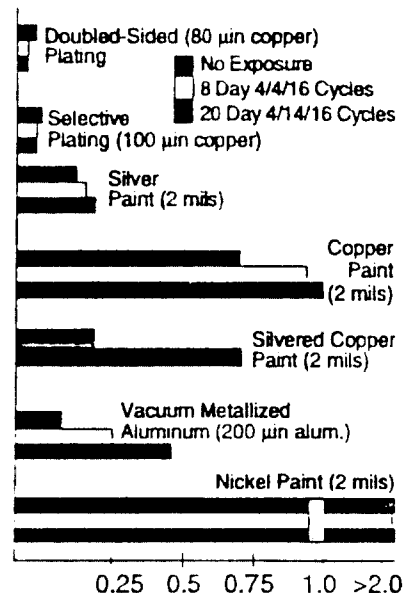 Doubled-Sided (80 µin copper)
Plating
No Exposure
8 Day 4/4/16 Cycles
20 Day 4/14/16 Cycles
Selective
Plating (100 µin copper)
Silver
Paint (2 mils)
Copper
Paint
(2 mils)
Silvered Copper
Paint (2 mils)
Vacuum Metallized
Aluminum (200 µin alum.)
Nickel Paint (2 mils)
0.25 0.5 0.75 1.0 >2.0